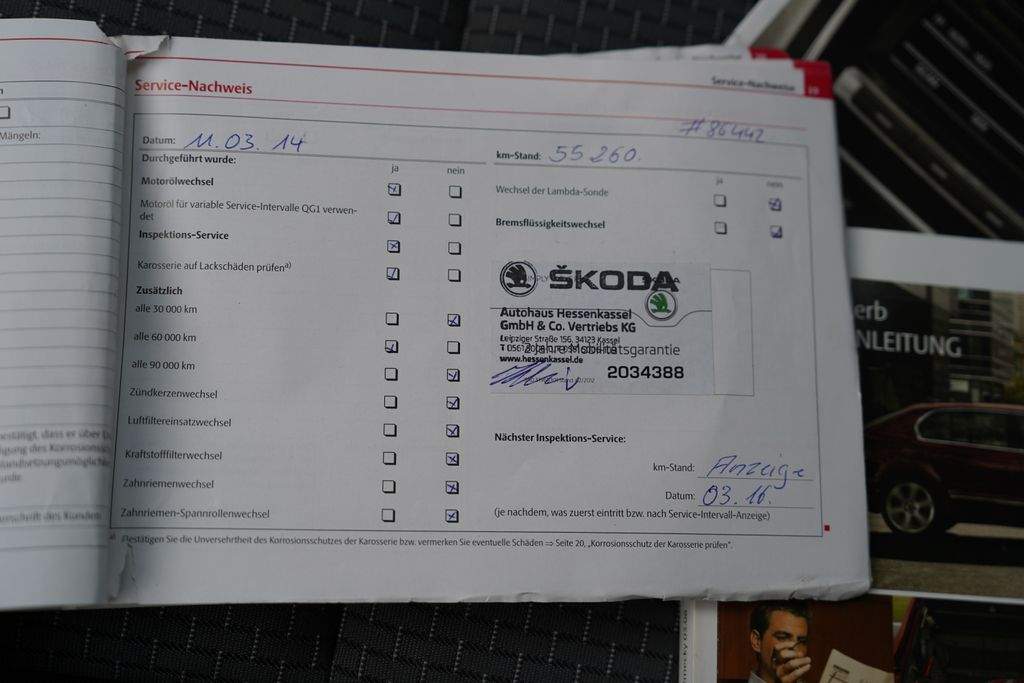 Mängeln:
Service-Nachweis
Service-Nachweise
Datum: 11.03.14
# 86442
Durchgeführt wurde:
ja nein
km-Stand: 55 260.
ja nein
Motorölwechsel
Wechsel der Lambda-Sonde
Motoröl für variable Service-Intervalle QG1 verwen-
det
Bremsflüssigkeitswechsel
Inspektions-Service
Karosserie auf Lackschäden prüfen a)
Zusätzlich
alle 30 000 km
alle 60 000 km
alle 90 000 km
Zündkerzenwechsel
Luftfiltereinsatzwechsel
Kraftstofffilterwechsel
Zahnriemenwechsel
Zahnriemen-Spannrollenwechsel
ŠKODA
Autohaus Hessenkassel
GmbH & Co. Vertriebs KG
Leipziger Straße 156, 34123 Kassel
2 Jahre Mobilitätsgarantie
www.hessenkassel.de
2034388
Nächster Inspektions-Service:
km-Stand: Anzeige
Datum: 03.16.
(je nachdem, was zuerst eintritt bzw. nach Service-Intervall-Anzeige)
a) Bestätigen Sie die Unversehrtheit des Korrosionsschutzes der Karosserie bzw. vermerken Sie eventuelle Schäden ⇒ Seite 20, „Korrosionsschutz der Karosserie prüfen".
erb
NLEITUNG